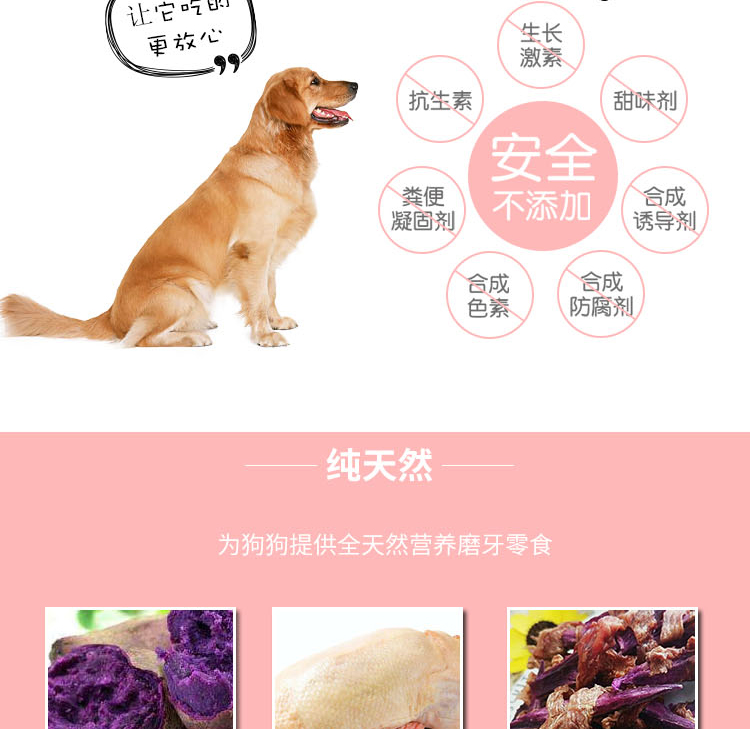 让它吃的
更放心”
生长
激素
抗生素
甜味剂
安全
不添加
粪便
凝固剂
合成
诱导剂
合成
色素
合成
防腐剂
纯天然
为狗狗提供全天然营养磨牙零食